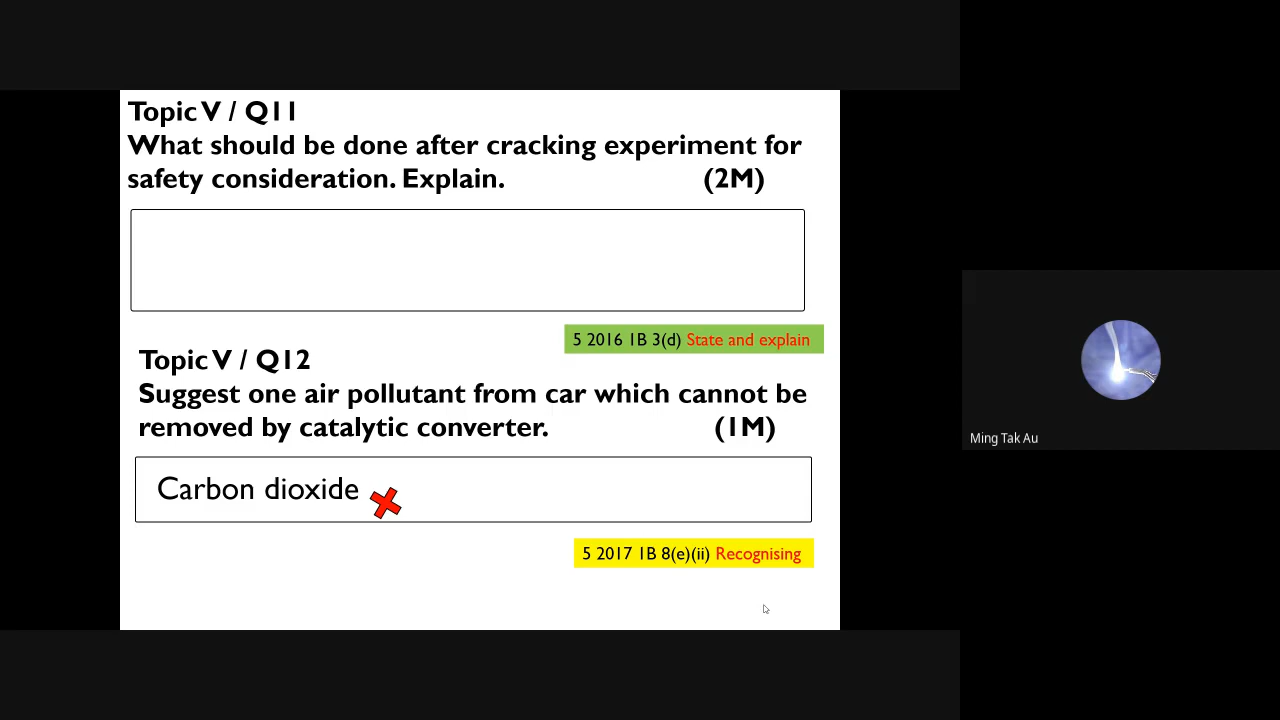 Topic V / Q11
What should be done after cracking experiment for
safety consideration. Explain. (2M)
5 2016 1B 3(d) State and explain
Topic V / Q12
Suggest one air pollutant from car which cannot be
removed by catalytic converter. (1M)
Carbon dioxide
5 2017 1B 8(e)(ii) Recognising
Ming Tak Au